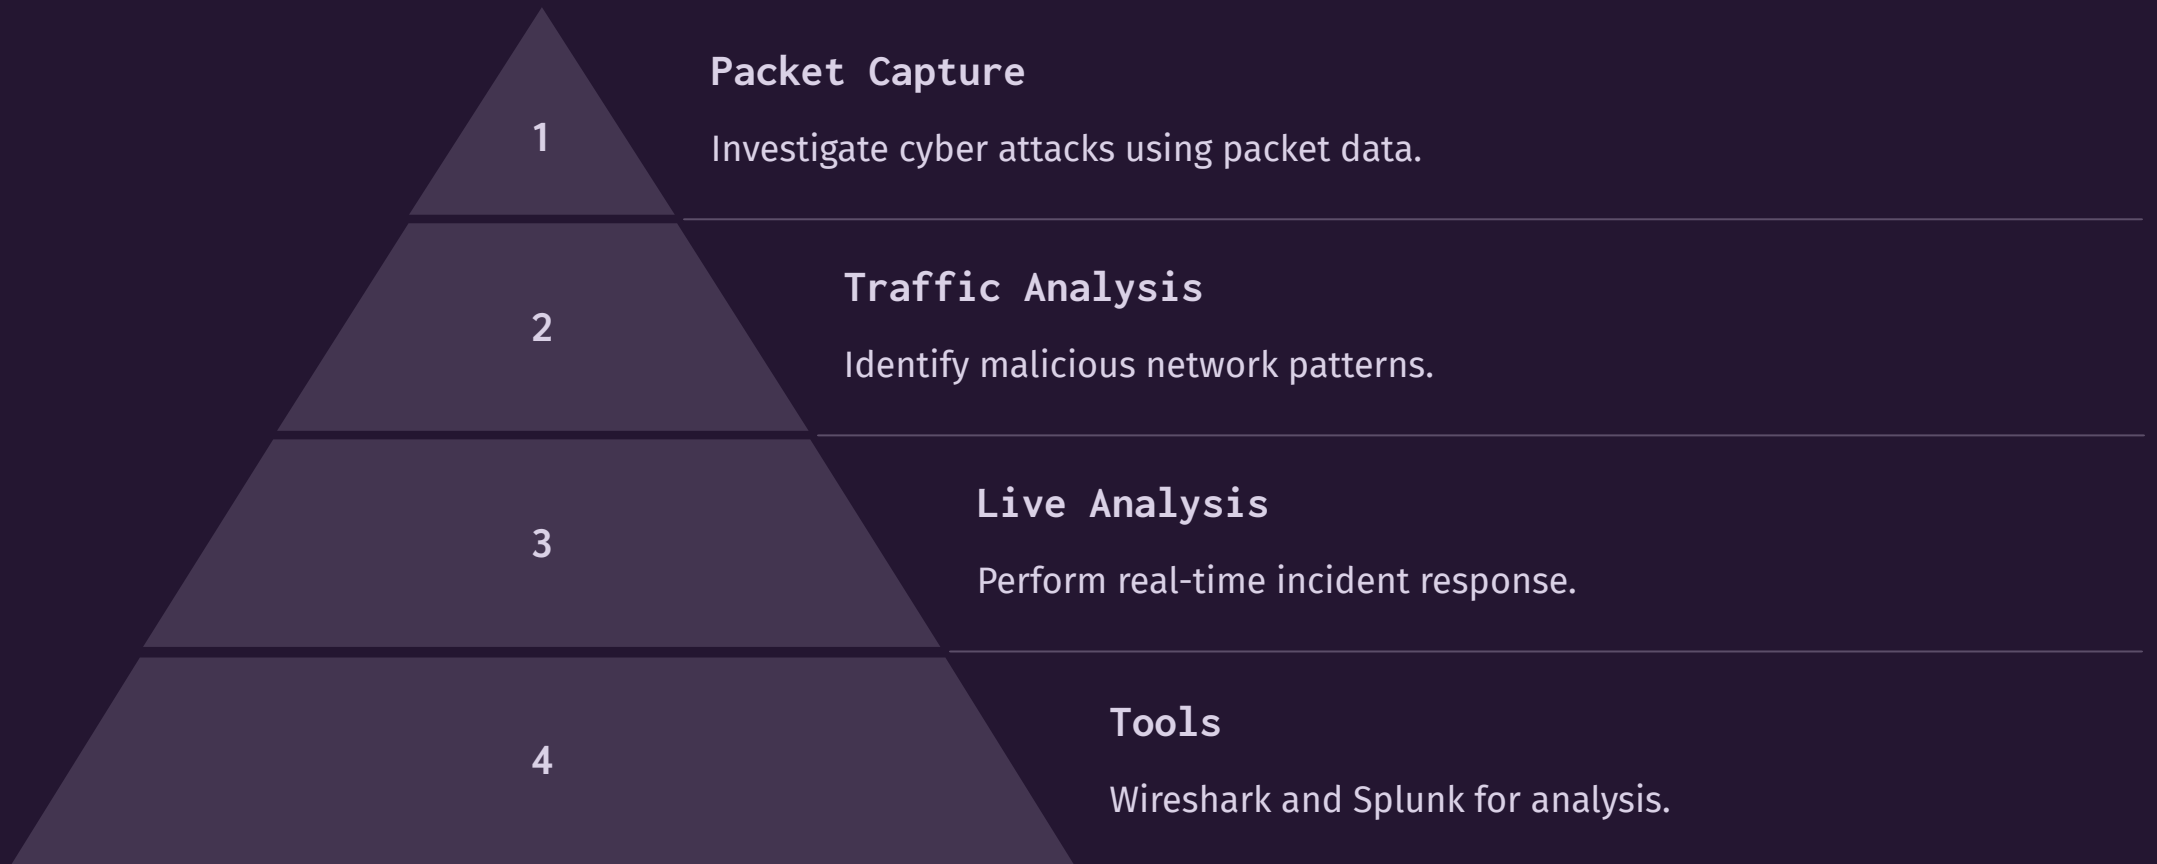 1
Packet Capture
Investigate cyber attacks using packet data.
2
Traffic Analysis
Identify malicious network patterns.
3
Live Analysis
Perform real-time incident response.
4
Tools
Wireshark and Splunk for analysis.